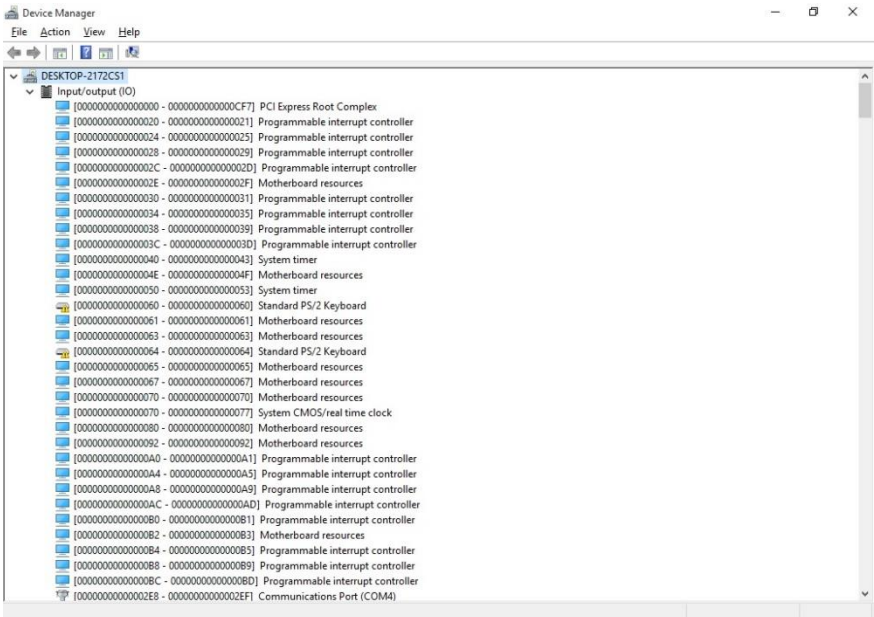 Device Manager
File Action View Help
DESKTOP-2172CS1
Input/output (IO)
[0000000000000000 - 0000000000000CF7] PCI Express Root Complex
[0000000000000020 - 0000000000000021] Programmable interrupt controller
[0000000000000024 - 0000000000000025] Programmable interrupt controller
[0000000000000028 - 0000000000000029] Programmable interrupt controller
[000000000000002C - 000000000000002D] Programmable interrupt controller
[000000000000002E - 000000000000002F] Motherboard resources
[0000000000000030 - 0000000000000031] Programmable interrupt controller
[0000000000000034 - 0000000000000035] Programmable interrupt controller
[0000000000000038 - 0000000000000039] Programmable interrupt controller
[000000000000003C - 000000000000003D] Programmable interrupt controller
[0000000000000040 - 0000000000000043] System timer
[000000000000004E - 000000000000004F] Motherboard resources
[0000000000000050 - 0000000000000053] System timer
[0000000000000060 - 0000000000000060] Standard PS/2 Keyboard
[0000000000000061 - 0000000000000061] Motherboard resources
[0000000000000063 - 0000000000000063] Motherboard resources
[0000000000000064 - 0000000000000064] Standard PS/2 Keyboard
[0000000000000065 - 0000000000000065] Motherboard resources
[0000000000000067 - 0000000000000067] Motherboard resources
[0000000000000070 - 0000000000000070] Motherboard resources
[0000000000000070 - 0000000000000077] System CMOS/real time clock
[0000000000000080 - 0000000000000080] Motherboard resources
[0000000000000092 - 0000000000000092] Motherboard resources
[00000000000000A0 - 00000000000000A1] Programmable interrupt controller
[00000000000000A4 - 00000000000000A5] Programmable interrupt controller
[00000000000000A8 - 00000000000000A9] Programmable interrupt controller
[00000000000000AC - 00000000000000AD] Programmable interrupt controller
[00000000000000B0 - 00000000000000B1] Programmable interrupt controller
[00000000000000B2 - 00000000000000B3] Motherboard resources
[00000000000000B4 - 00000000000000B5] Programmable interrupt controller
[00000000000000B8 - 00000000000000B9] Programmable interrupt controller
[00000000000000BC - 00000000000000BD] Programmable interrupt controller
[00000000000002E8 - 00000000000002EF] Communications Port (COM4)